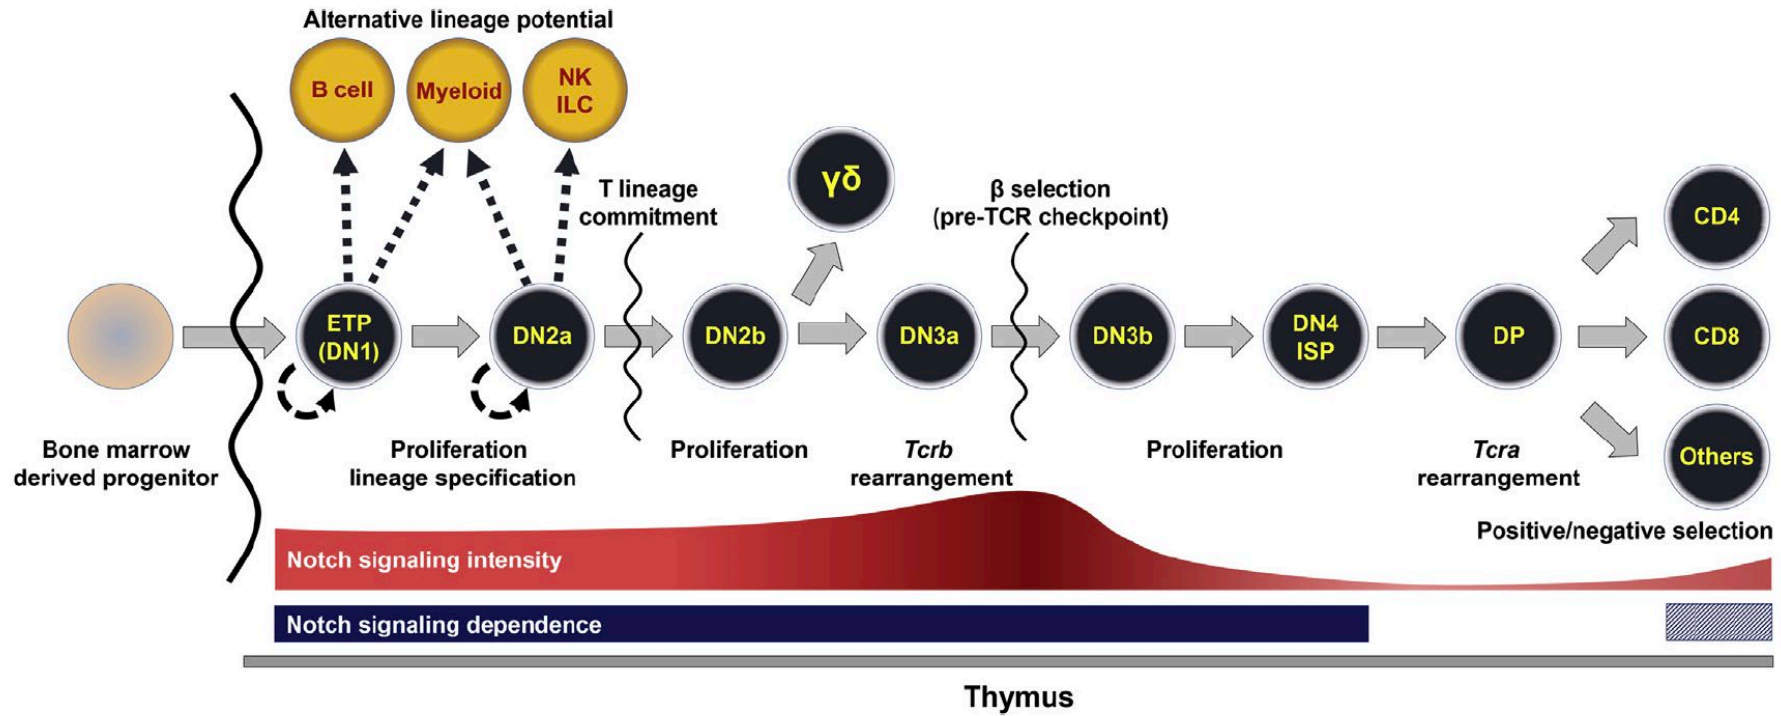 Alternative lineage potential
B cell
Myeloid
NK
ILC
T lineage
commitment
γδ
β selection
(pre-TCR checkpoint)
CD4
ETP
(DN1)
DN2a
DN2b
DN3a
DN3b
DN4
ISP
DP
CD8
Others
Bone marrow
derived progenitor
Proliferation
lineage specification
Proliferation
Tcrb
rearrangement
Proliferation
Tcra
rearrangement
Positive/negative selection
Notch signaling intensity
Notch signaling dependence
Thymus